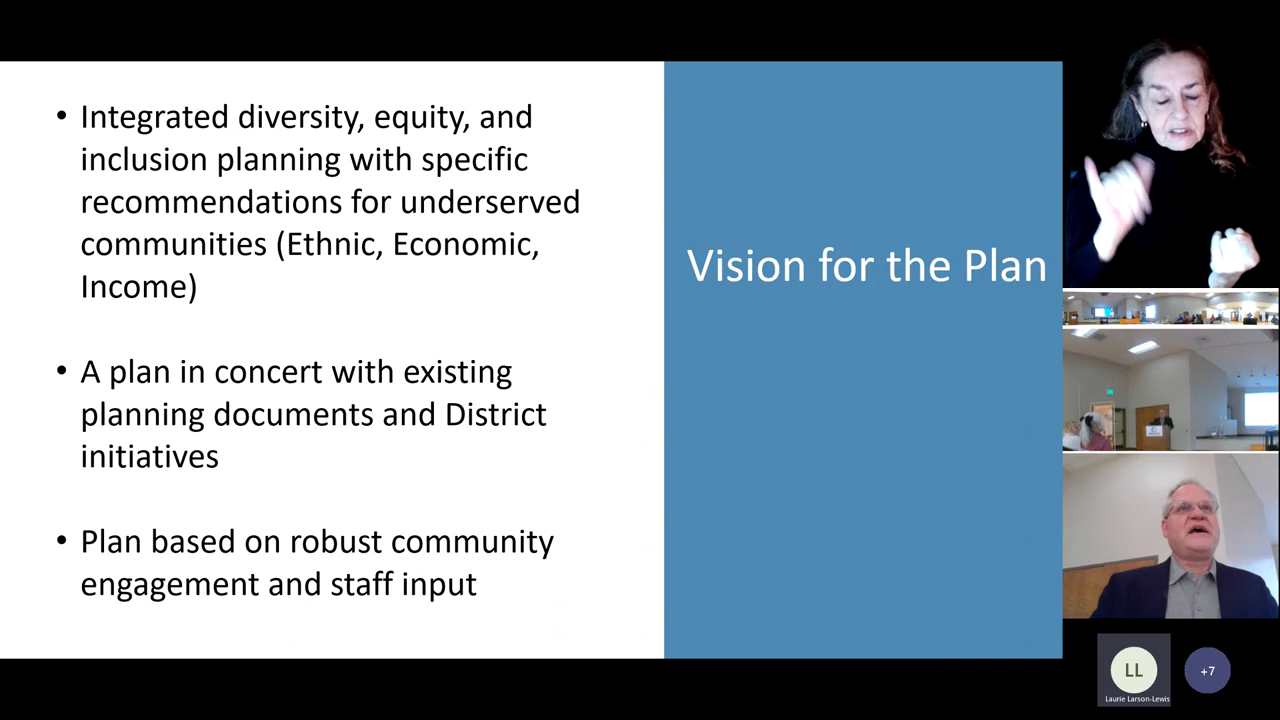 • Integrated diversity, equity, and
inclusion planning with specific
recommendations for underserved
communities (Ethnic, Economic,
Income)
• A plan in concert with existing
planning documents and District
initiatives
• Plan based on robust community
engagement and staff input
Vision for the Plan
LL
Laurie Larson-Lewis
+7